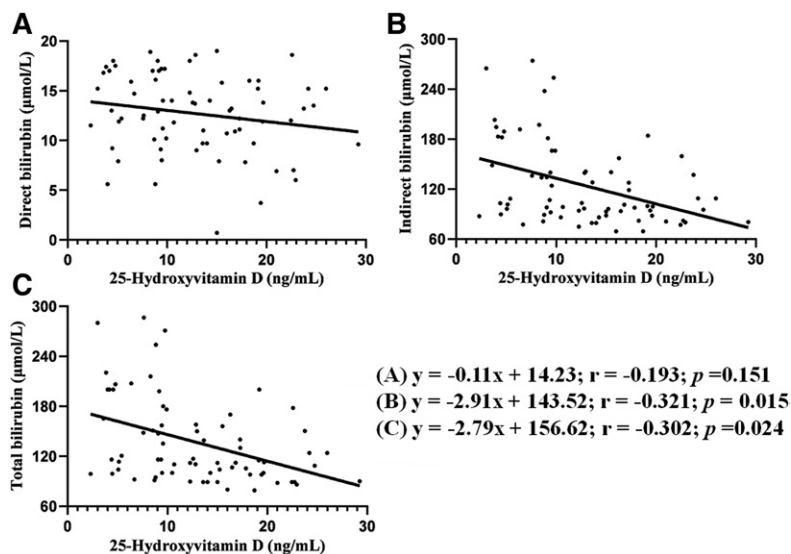 A
20
15
10
5
0
Direct bilirubin (μmol/L)
0 10 20 30
25-Hydroxyvitamin D (ng/mL)
B
300
240
180
120
60
Indirect bilirubin (μmol/L)
0 10 20 30
25-Hydroxyvitamin D (ng/mL)
C
300
240
180
120
60
Total bilirubin (μmol/L)
0 10 20 30
25-Hydroxyvitamin D (ng/mL)
(A) y = -0.11x + 14.23; r = -0.193; p =0.151
(B) y = -2.91x + 143.52; r = -0.321; p = 0.015
(C) y = -2.79x + 156.62; r = -0.302; p =0.024